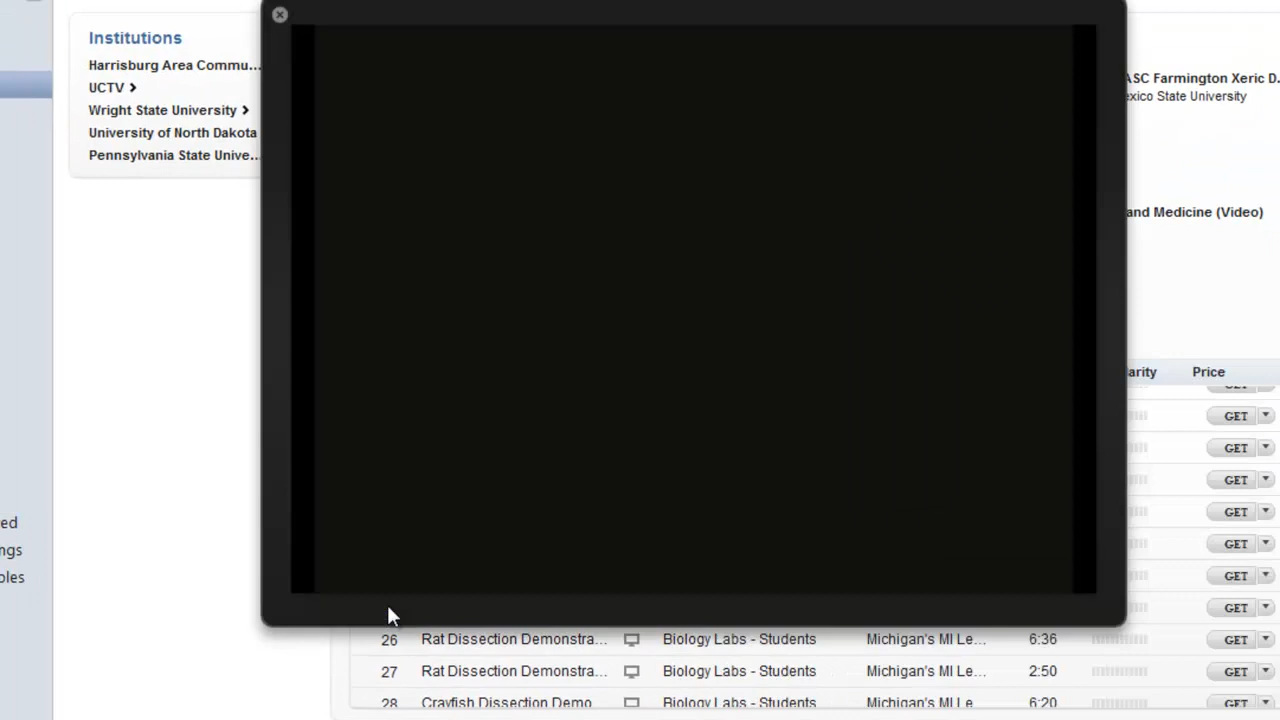 Institutions
Harrisburg Area Commu...
UCTV
Wright State University
University of North Dakota
Pennsylvania State Unive...
ASC Farmington Xeric D.
exico State University
and Medicine (Video)
arity Price
GET
GET
GET
GET
GET
GET
GET
GET
ed
ngs
oles
26 Rat Dissection Demonstra... Biology Labs - Students Michigan's MI Le... 6:36 GET
27 Rat Dissection Demonstra... Biology Labs - Students Michigan's MI Le... 2:50 GET
28 Crayfish Dissection Demo Biology Labs - Students Michigan's MI Le 6:20 GET